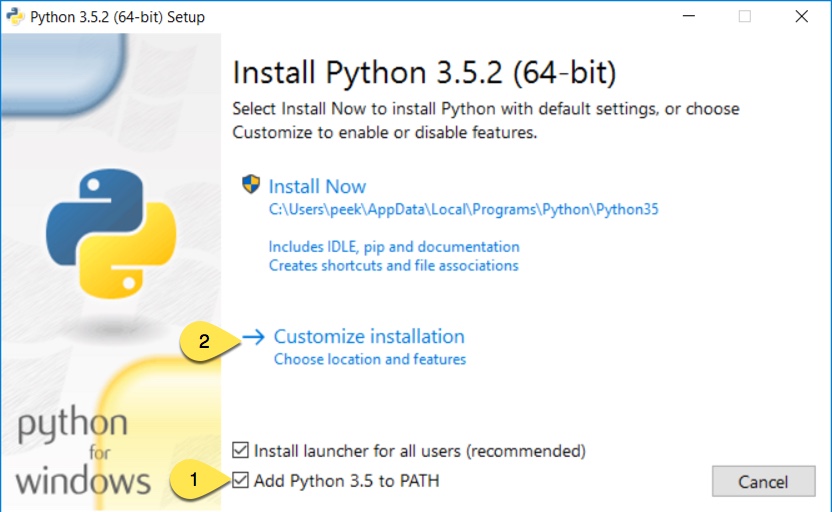 Python 3.5.2 (64-bit) Setup
Install Python 3.5.2 (64-bit)
Select Install Now to install Python with default settings, or choose
Customize to enable or disable features.
Install Now
C:\Users\peek\AppData\Local\Programs\Python\Python35
Includes IDLE, pip and documentation
Creates shortcuts and file associations
2
Customize installation
Choose location and features
python
for
windows
Install launcher for all users (recommended)
1
Add Python 3.5 to PATH
Cancel